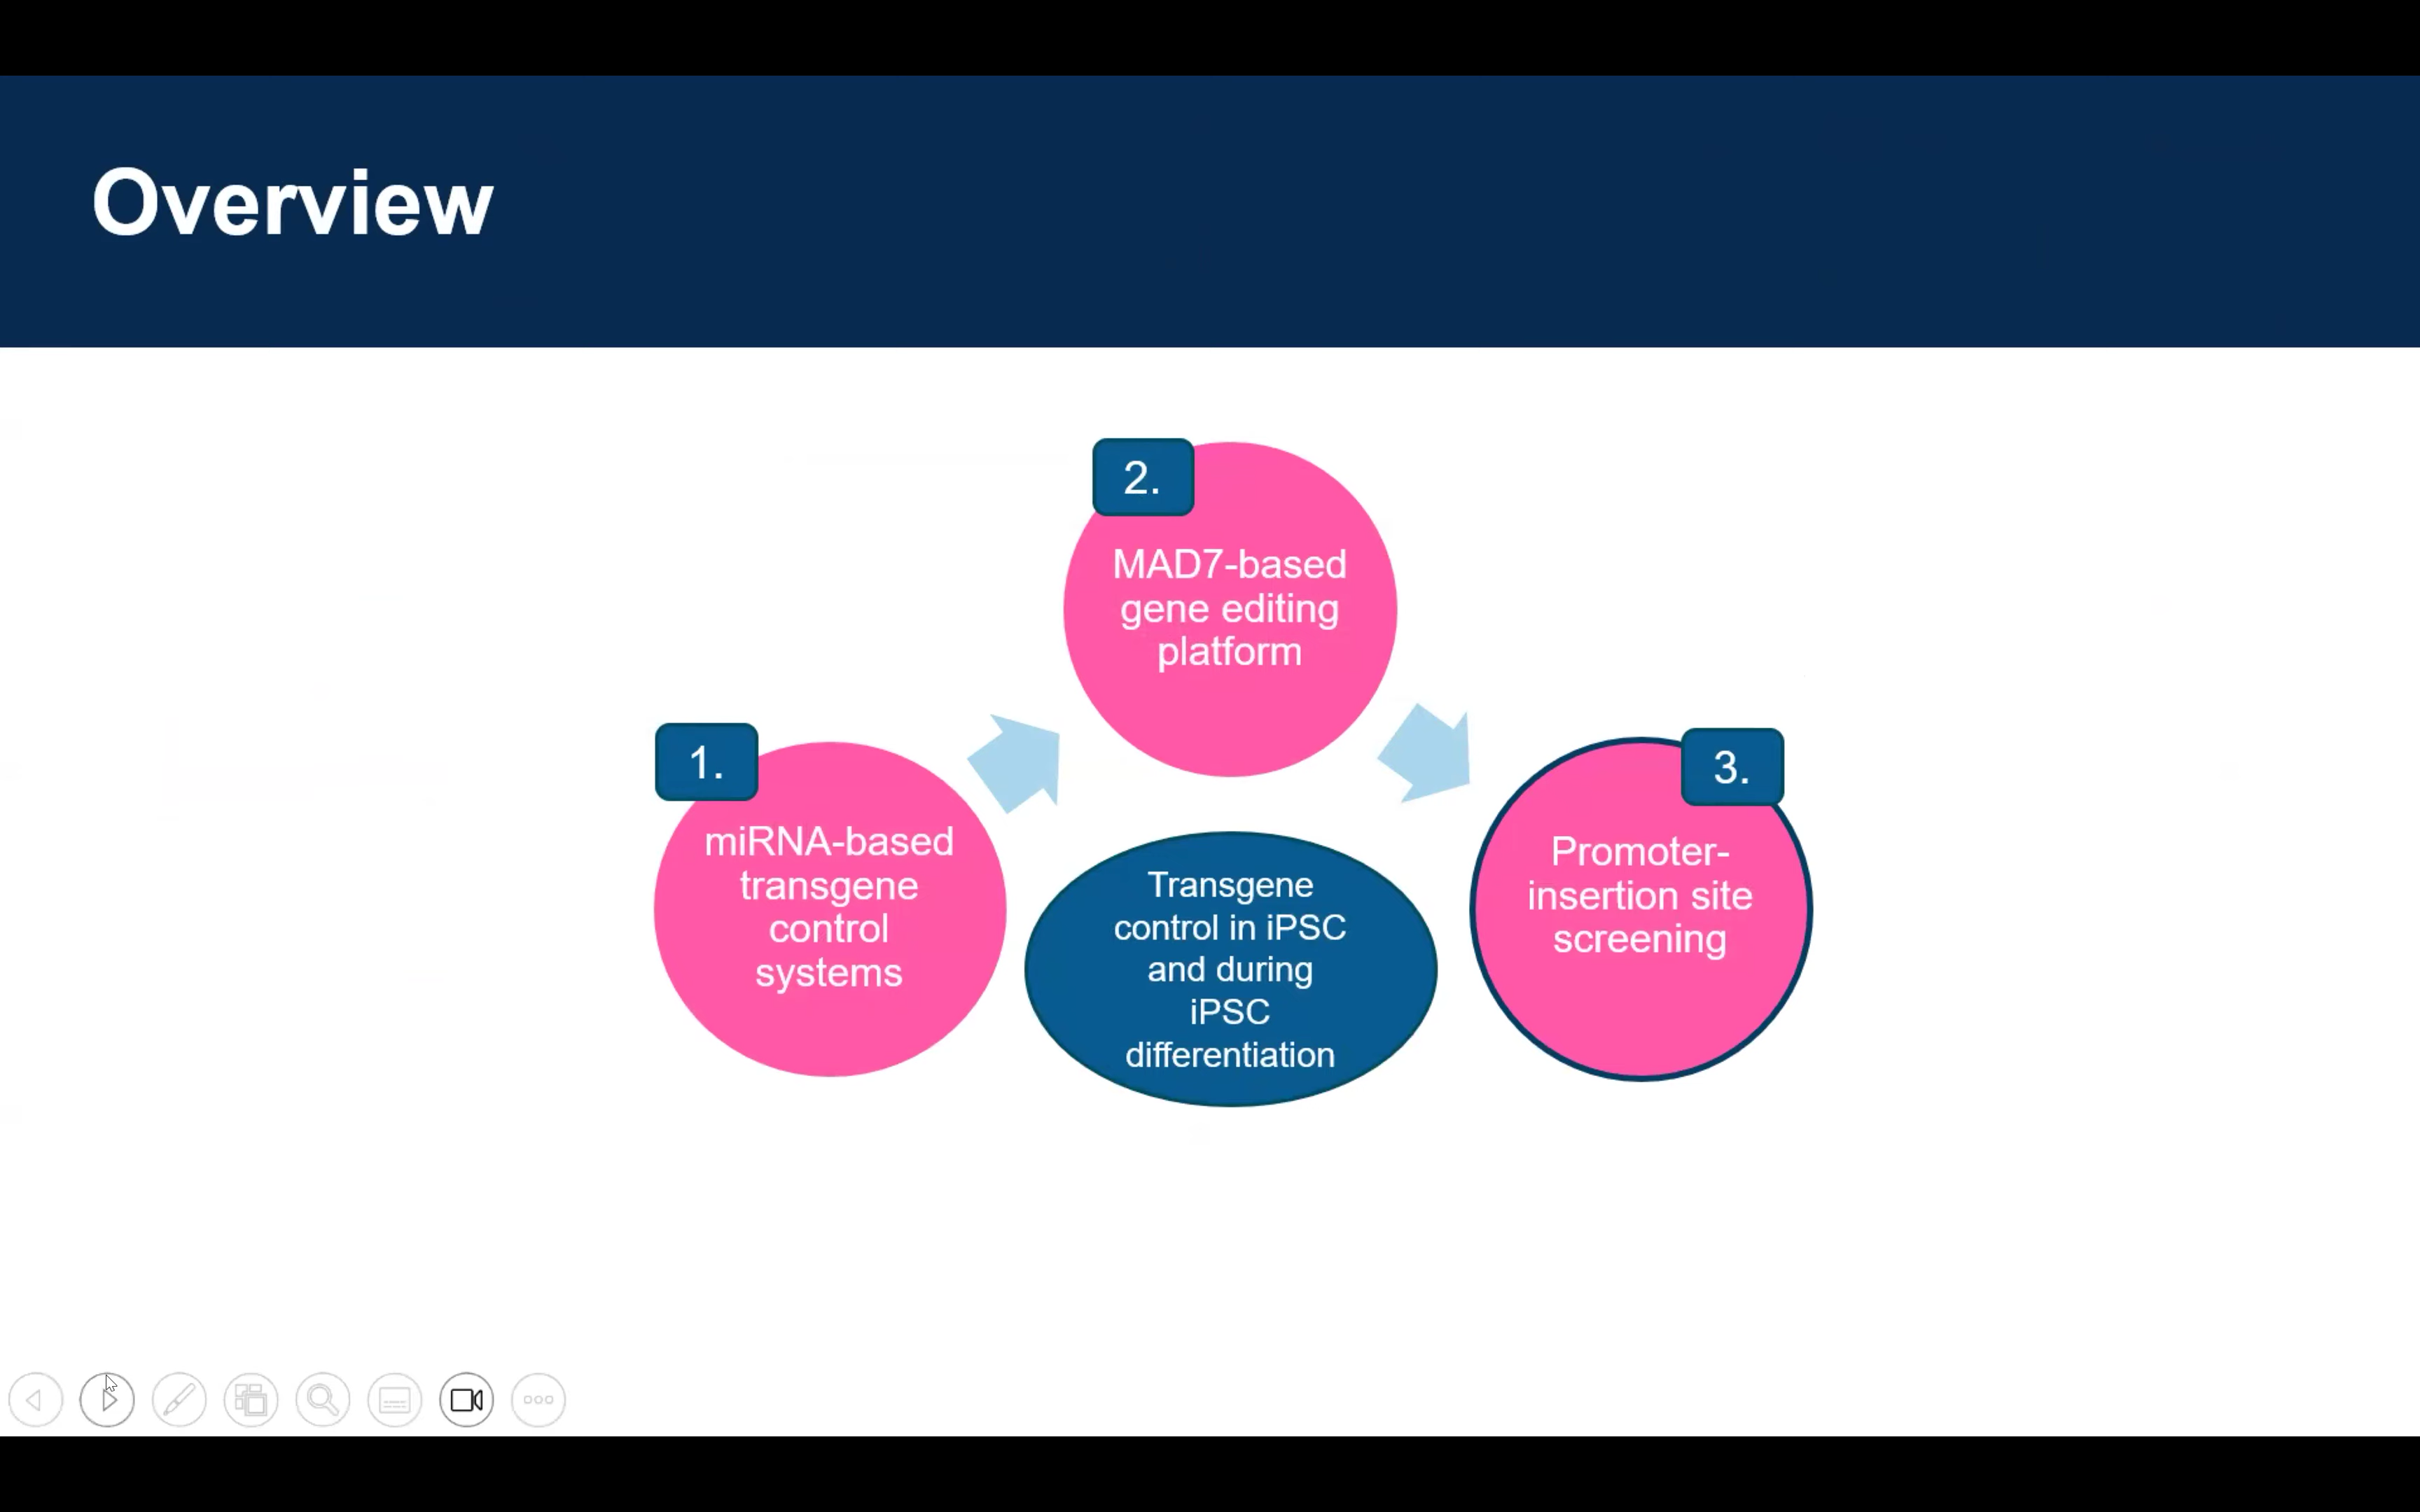 Overview
1.
miRNA-based
transgene
control
systems
2.
MAD7-based
gene editing
platform
3.
Promoter-
insertion site
screening
Transgene
control in iPSC
and during
iPSC
differentiation